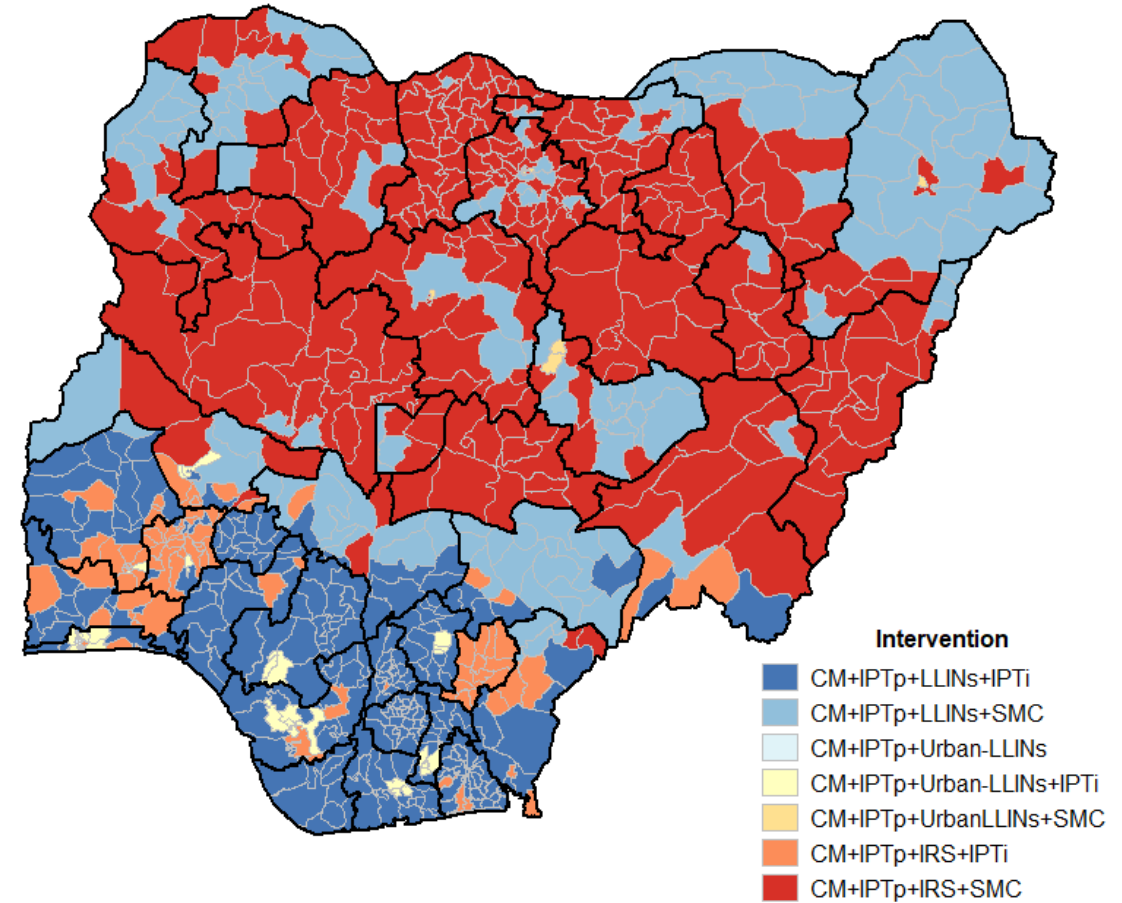 Intervention
CM+IPTp+LLINs+IPTi
CM+IPTp+LLINs+SMC
CM+IPTp+Urban-LLINs
CM+IPTp+Urban-LLINs+IPTi
CM+IPTp+UrbanLLINs+SMC
CM+IPTp+IRS+IPTi
CM+IPTp+IRS+SMC